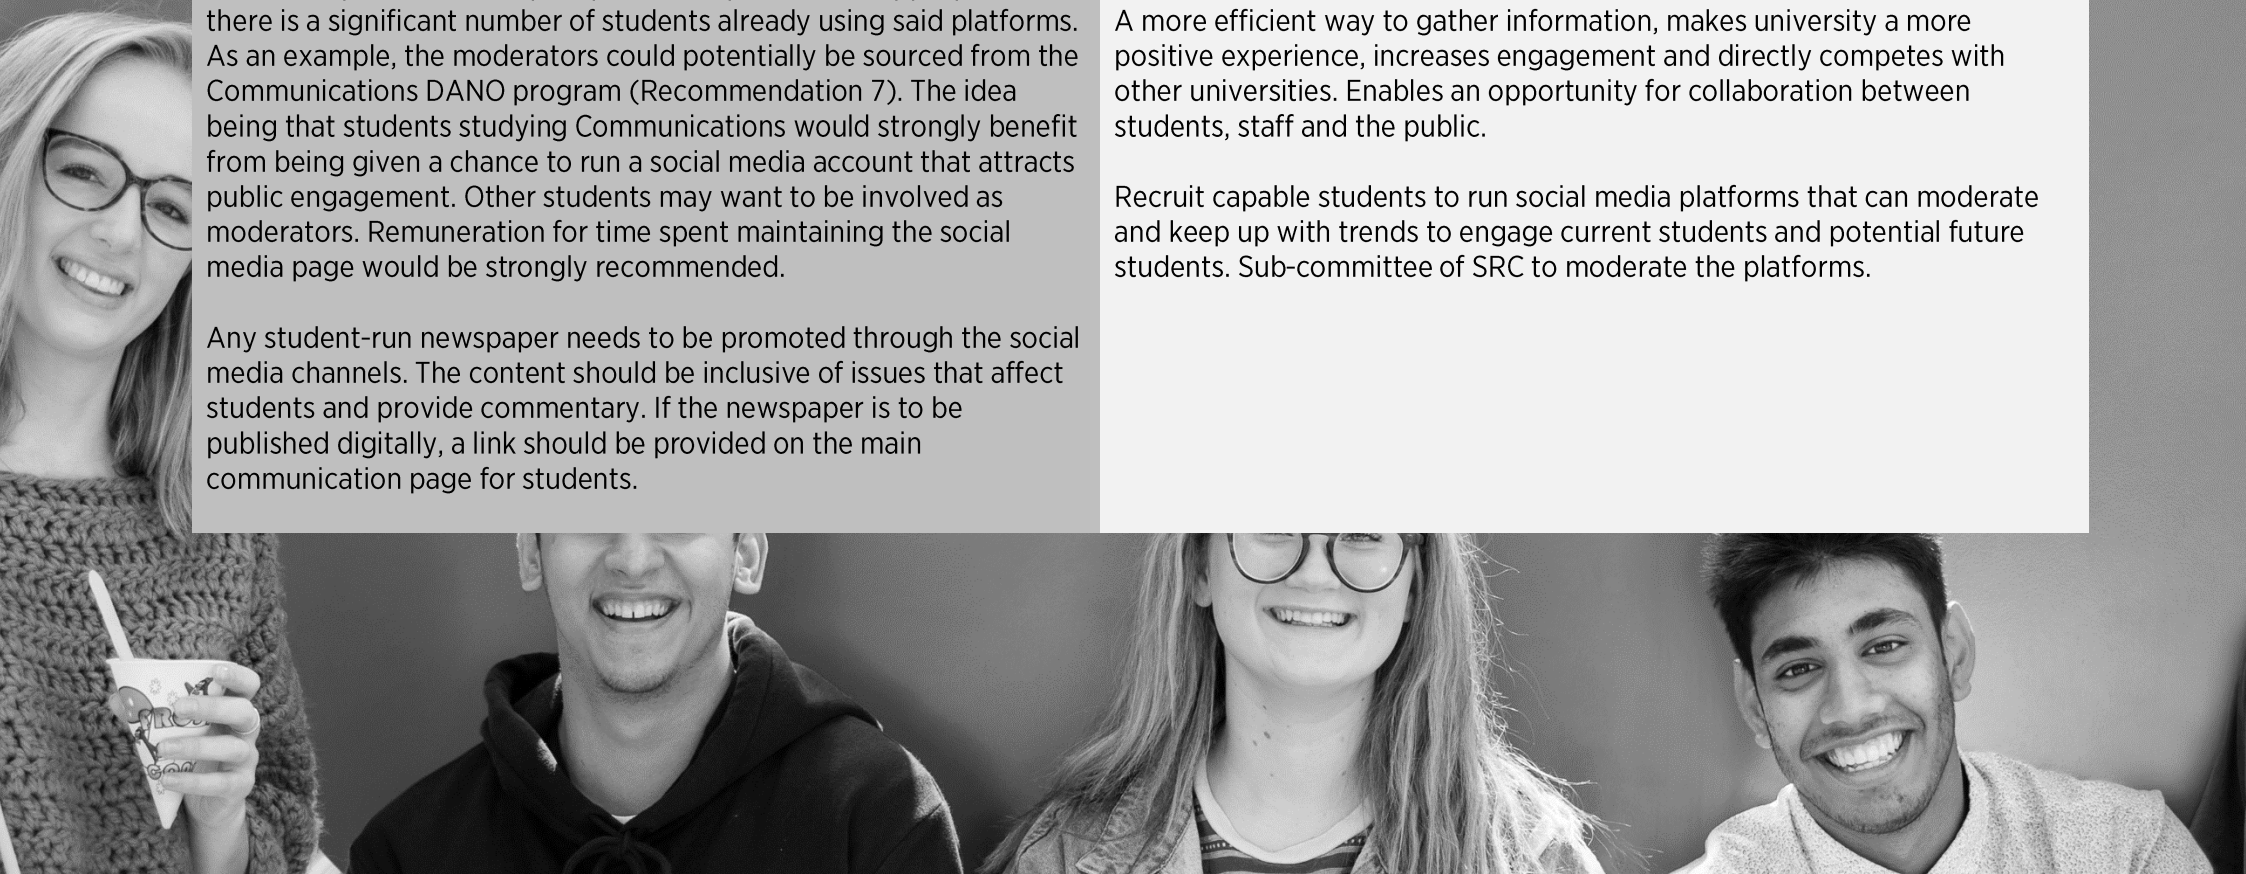 there is a significant number of students already using said platforms.
As an example, the moderators could potentially be sourced from the
Communications DANO program (Recommendation 7). The idea
being that students studying Communications would strongly benefit
from being given a chance to run a social media account that attracts
public engagement. Other students may want to be involved as
moderators. Remuneration for time spent maintaining the social
media page would be strongly recommended.
Any student-run newspaper needs to be promoted through the social
media channels. The content should be inclusive of issues that affect
students and provide commentary. If the newspaper is to be
published digitally, a link should be provided on the main
communication page for students.
A more efficient way to gather information, makes university a more
positive experience, increases engagement and directly competes with
other universities. Enables an opportunity for collaboration between
students, staff and the public.
Recruit capable students to run social media platforms that can moderate
and keep up with trends to engage current students and potential future
students. Sub-committee of SRC to moderate the platforms.